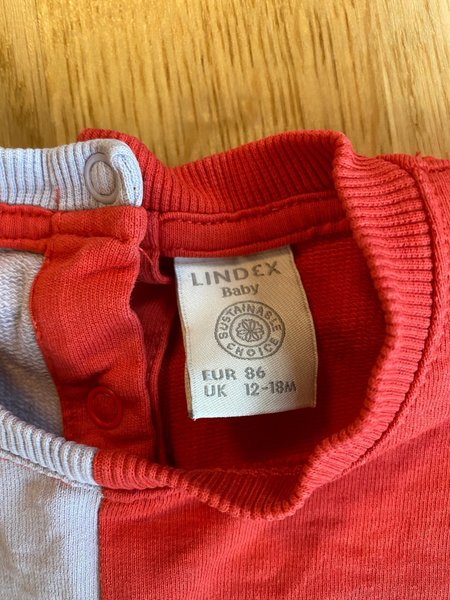 LINDEX
Baby
SUSTAINABLE
CHOICE
EUR 86
UK 12-18M